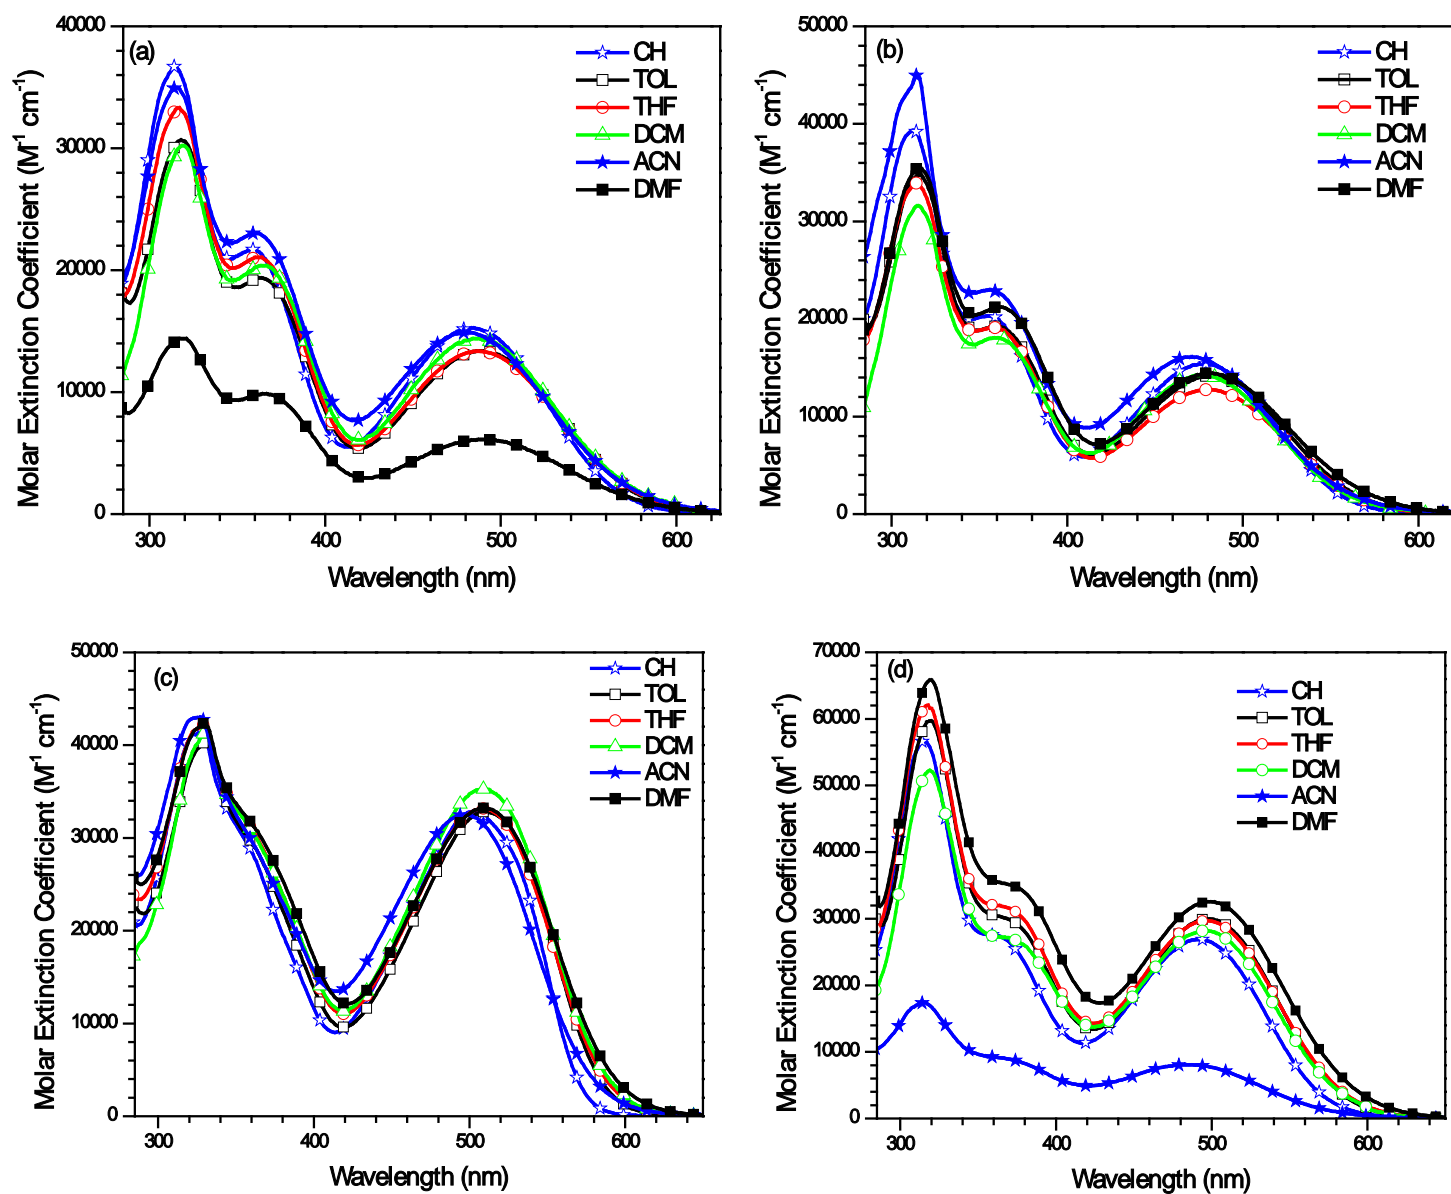 (a)
CH
TOL
THF
DCM
ACN
DMF
40000
30000
20000
10000
0
300
400
500
600
Molar Extinction Coefficient (M⁻¹ cm⁻¹)
Wavelength (nm)
(b)
CH
TOL
THF
DCM
ACN
DMF
50000
40000
30000
20000
10000
0
300
400
500
600
Molar Extinction Coefficient (M⁻¹ cm⁻¹)
Wavelength (nm)
(c)
CH
TOL
THF
DCM
ACN
DMF
50000
40000
30000
20000
10000
0
300
400
500
600
Molar Extinction Coefficient (M⁻¹ cm⁻¹)
Wavelength (nm)
(d)
CH
TOL
THF
DCM
ACN
DMF
70000
60000
50000
40000
30000
20000
10000
0
300
400
500
600
Molar Extinction Coefficient (M⁻¹ cm⁻¹)
Wavelength (nm)